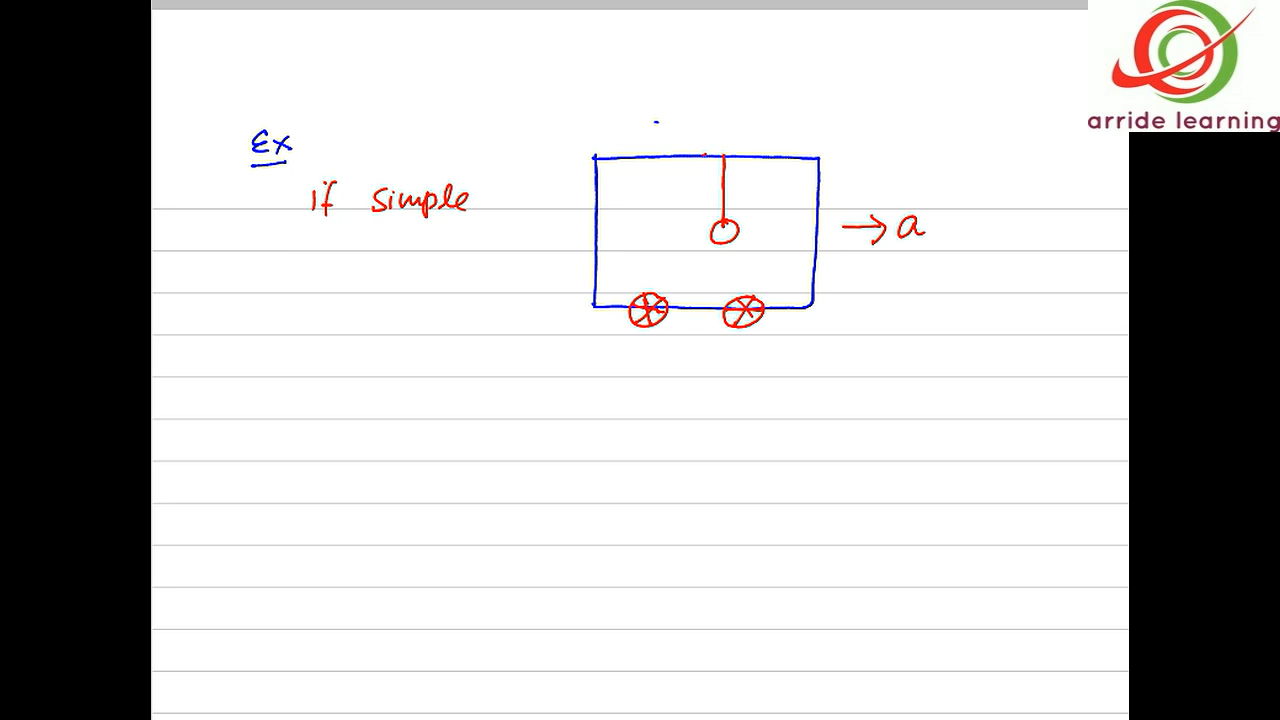 Ex
if simple
→ a
arride learning